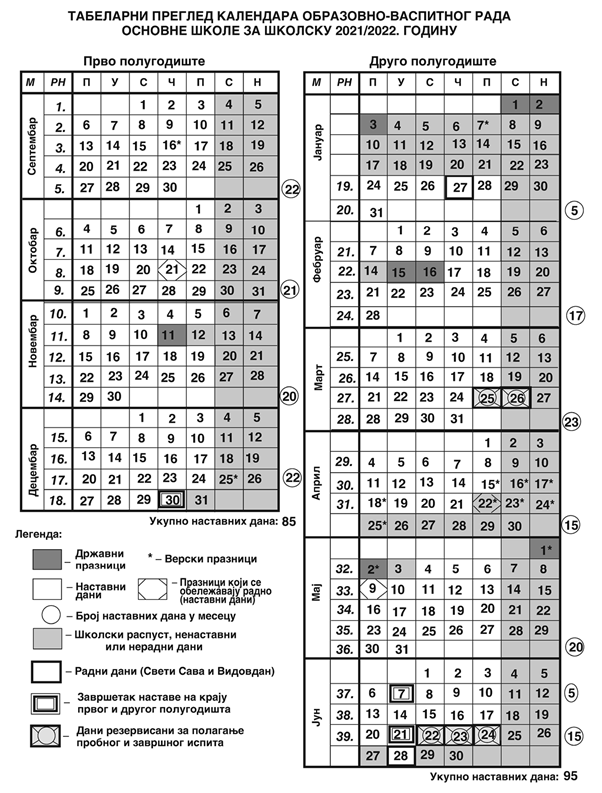 ТАБЕЛАРНИ ПРЕГЛЕД КАЛЕНДАРА ОБРАЗОВНО-ВАСПИТНОГ РАДА
ОСНОВНЕ ШКОЛЕ ЗА ШКОЛСКУ 2021/2022. ГОДИНУ
Прво полугодиште
М РН П У С Ч П С Н
Септембар
1. 1 2 3 4 5
2. 6 7 8 9 10 11 12
3. 13 14 15 16* 17 18 19
4. 20 21 22 23 24 25 26
5. 27 28 29 30
22
Октобар
1 2 3
6. 4 5 6 7 8 9 10
7. 11 12 13 14 15 16 17
8. 18 19 20 21 22 23 24
9. 25 26 27 28 29 30 31
21
Новембар
10. 1 2 3 4 5 6 7
11. 8 9 10 11 12 13 14
12. 15 16 17 18 19 20 21
13. 22 23 24 25 26 27 28
14. 29 30
20
Децембар
1 2 3 4 5
15. 6 7 8 9 10 11 12
16. 13 14 15 16 17 18 19
17. 20 21 22 23 24 25* 26
22
18. 27 28 29 30 31
Укупно наставних дана: 85
Легенда:
– Државни
празници
* – Верски празници
– Наставни
дани
– Празници који се
обележавају радно
(наставни дани)
– Број наставних дана у месецу
– Школски распуст, ненаставни
или нерадни дани
– Радни дани (Свети Сава и Видовдан)
– Завршетак наставе на крају
првог и другог полугодишта
– Дани резервисани за полагање
пробног и завршног испита
Друго полугодиште
М РН П У С Ч П С Н
Јануар
1 2
3 4 5 6 7* 8 9
10 11 12 13 14 15 16
17 18 19 20 21 22 23
19. 24 25 26 27 28 29 30
20. 31
5
Фебруар
1 2 3 4 5 6
21. 7 8 9 10 11 12 13
22. 14 15 16 17 18 19 20
23. 21 22 23 24 25 26 27
24. 28
17
Март
1 2 3 4 5 6
25. 7 8 9 10 11 12 13
26. 14 15 16 17 18 19 20
27. 21 22 23 24 25 26 27
28. 28 29 30 31
23
Април
1 2 3
29. 4 5 6 7 8 9 10
30. 11 12 13 14 15* 16* 17*
31. 18* 19 20 21 22* 23* 24*
25* 26 27 28 29 30
15
Мај
1*
32. 2* 3 4 5 6 7 8
33. 9 10 11 12 13 14 15
34. 16 17 18 19 20 21 22
35. 23 24 25 26 27 28 29
36. 30 31
20
Јун
1 2 3 4 5
37. 6 7 8 9 10 11 12
5
38. 13 14 15 16 17 18 19
39. 20 21 22 23 24 25 26
15
27 28 29 30
Укупно наставних дана: 95